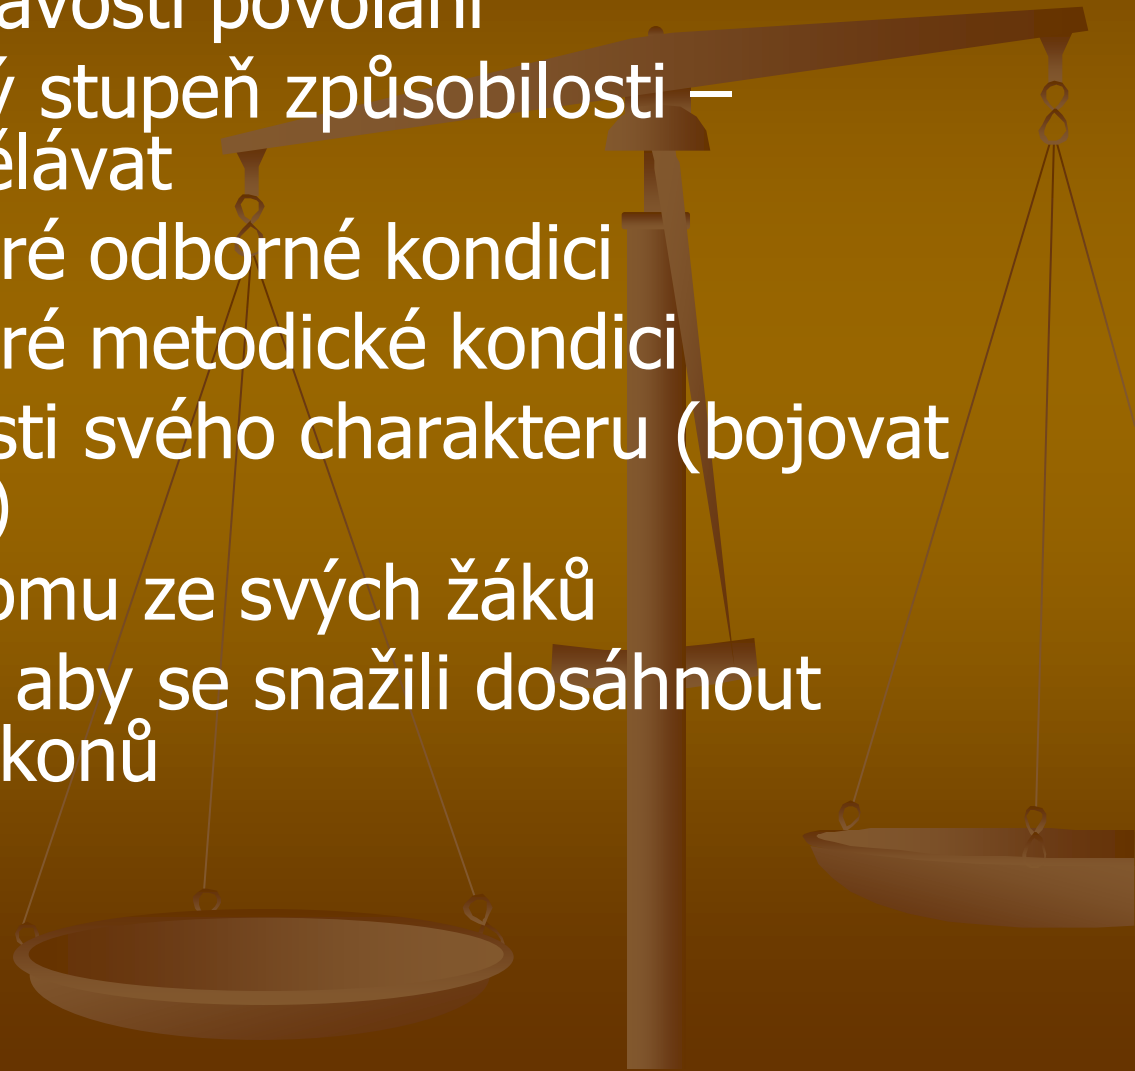 avosti povolání
ý stupeň způsobilosti –
ělávat
ré odborné kondici
ré metodické kondici
sti svého charakteru (bojovat
)
omu ze svých žáků
aby se snažili dosáhnout
konů